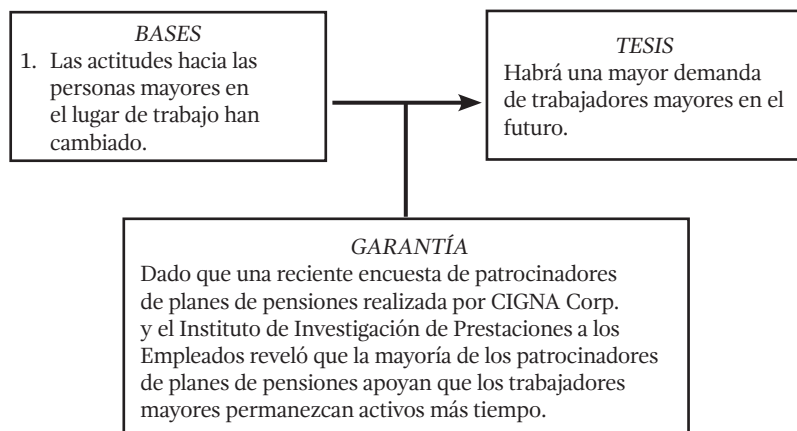 BASES
1. Las actitudes hacia las
personas mayores en
el lugar de trabajo han
cambiado.
TESIS
Habrá una mayor demanda
de trabajadores mayores en el
futuro.
GARANTÍA
Dado que una reciente encuesta de patrocinadores
de planes de pensiones realizada por CIGNA Corp.
y el Instituto de Investigación de Prestaciones a los
Empleados reveló que la mayoría de los patrocinadores
de planes de pensiones apoyan que los trabajadores
mayores permanezcan activos más tiempo.